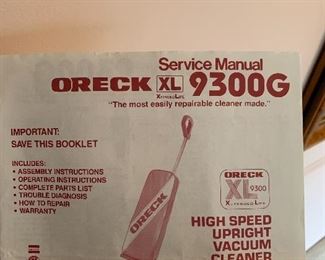 Service Manual
ORECK XL 9300G
XTENDED LIFE
"The most easily repairable cleaner made."
IMPORTANT:
SAVE THIS BOOKLET
INCLUDES:
• ASSEMBLY INSTRUCTIONS
• OPERATING INSTRUCTIONS
• COMPLETE PARTS LIST
• TROUBLE DIAGNOSIS
• HOW TO REPAIR
• WARRANTY
ORECK
ORECK
XL 9300
XTENDED LIFE
HIGH SPEED
UPRIGHT
VACUUM
CLEANER